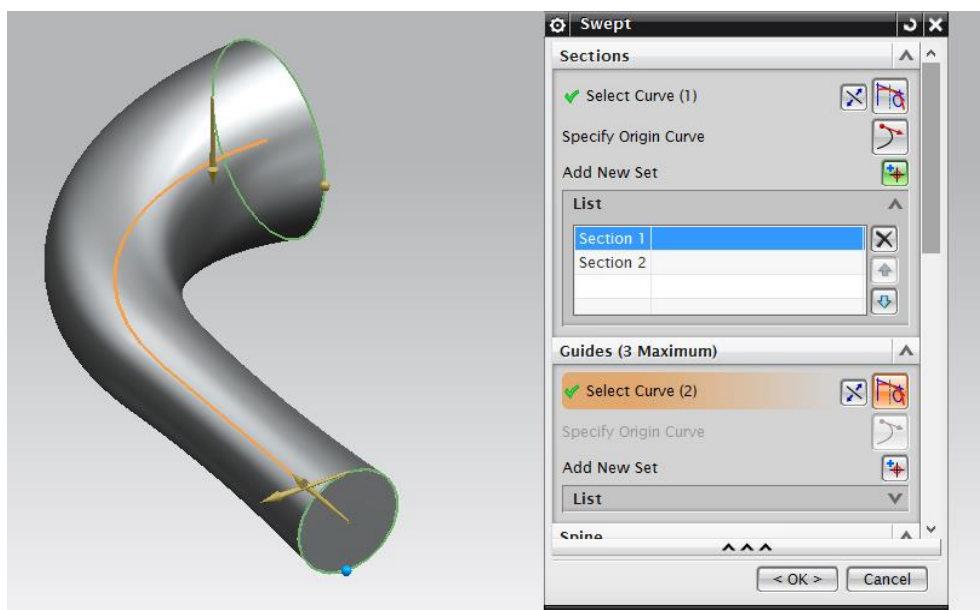 Swept
Sections
Select Curve (1)
Specify Origin Curve
Add New Set
List
Section 1
Section 2
Guides (3 Maximum)
Select Curve (2)
Specify Origin Curve
Add New Set
List
Spine
< OK > Cancel